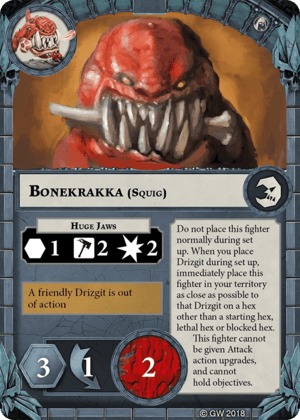 BONEKRAKKA (SQUIG)
HUGE JAWS
1 2 2
A friendly Drizgit is out
of action
Do not place this fighter
normally during set
up. When you place
Drizgit during set up,
immediately place this
fighter in your territory
as close as possible to
that Drizgit on a hex
other than a starting hex,
lethal hex or blocked hex.
This fighter cannot
be given Attack
action upgrades,
and cannot
hold objectives.
3 1 2
© GW 2018